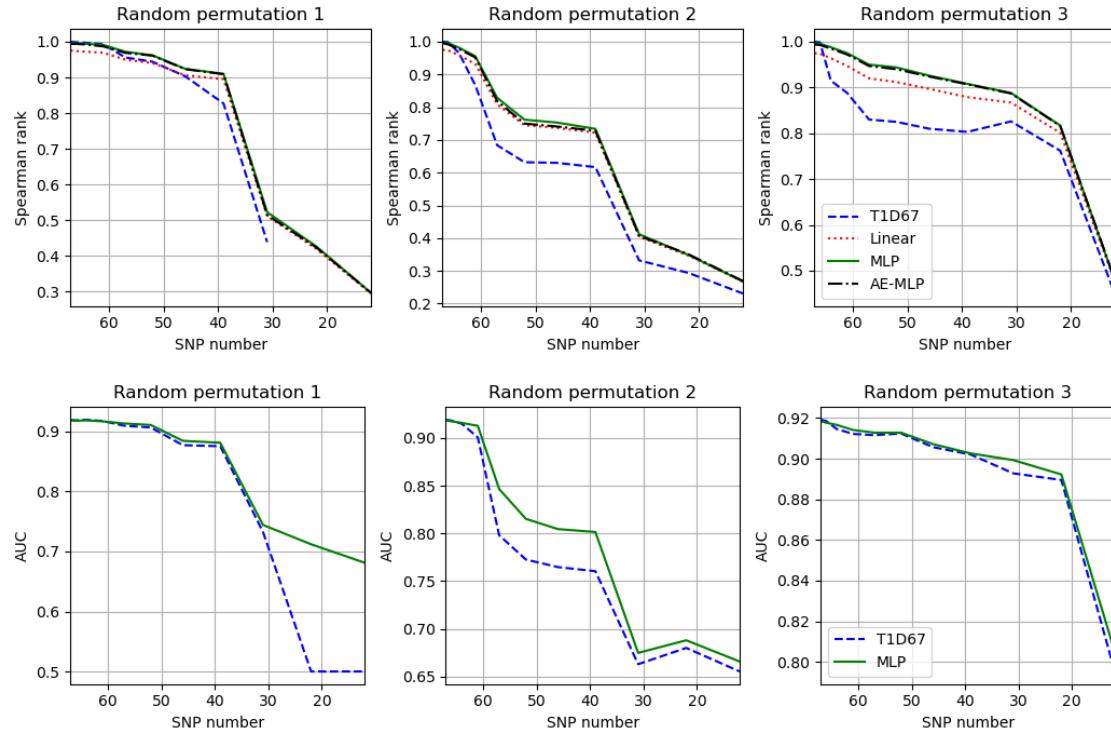 Random permutation 1
Random permutation 2
Random permutation 3
Spearman rank
1.0
0.9
0.8
0.7
0.6
0.5
0.4
0.3
60 50 40 30 20
SNP number
Spearman rank
1.0
0.9
0.8
0.7
0.6
0.5
0.4
0.3
0.2
60 50 40 30 20
SNP number
Spearman rank
1.0
0.9
0.8
0.7
0.6
0.5
T1D67
Linear
MLP
AE-MLP
60 50 40 30 20
SNP number
Random permutation 1
Random permutation 2
Random permutation 3
AUC
0.9
0.8
0.7
0.6
0.5
60 50 40 30 20
SNP number
AUC
0.90
0.85
0.80
0.75
0.70
0.65
60 50 40 30 20
SNP number
AUC
0.92
0.90
0.88
0.86
0.84
0.82
0.80
T1D67
MLP
60 50 40 30 20
SNP number